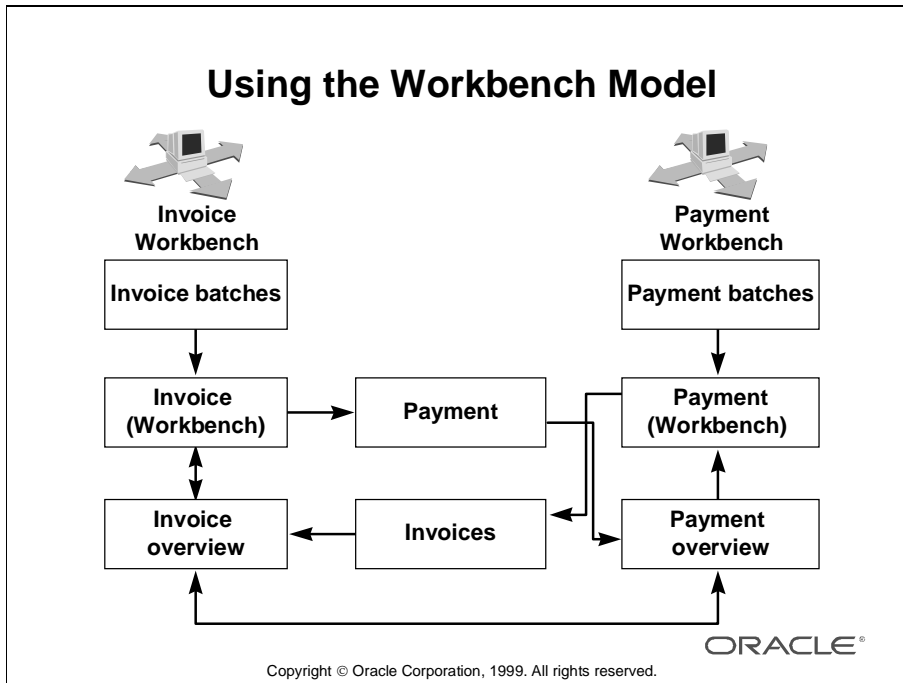 Using the Workbench Model
Invoice
Workbench
Payment
Workbench
Invoice batches
Payment batches
Invoice
(Workbench)
Payment
Payment
(Workbench)
Invoice
overview
Invoices
Payment
overview
ORACLE®
Copyright © Oracle Corporation, 1999. All rights reserved.